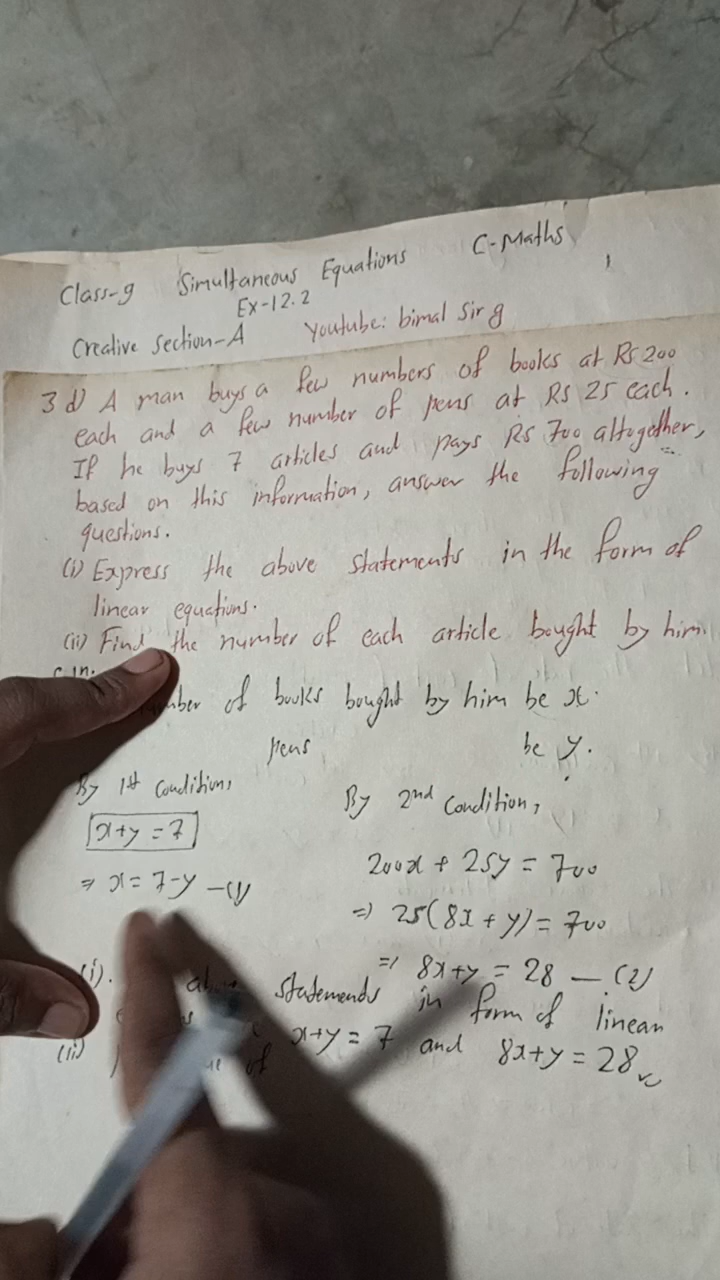 Class-9 Simultaneous Equations C-Maths
Ex-12.2
Creative section-A Youtube: bimal Sir g
3 d) A man buys a few numbers of books at RS 200
each and a few number of pens at RS 25 each.
If he buys 7 articles and pays Rs 700 altogether,
based on this information, answer the following
questions.
(i) Express the above statements in the form of
linear equations.
(ii) Find the number of each article bought by him.
of books bought by him be x.
pens be y.
By 1st condition,
x+y = 7
⇒ x = 7-y -(1)
By 2nd condition,
200x + 25y = 700
⇒ 25(8x + y) = 700
⇒ 8x+y = 28 - (2)
(i). statements in form of linear
x+y = 7 and 8x+y = 28
(ii) of